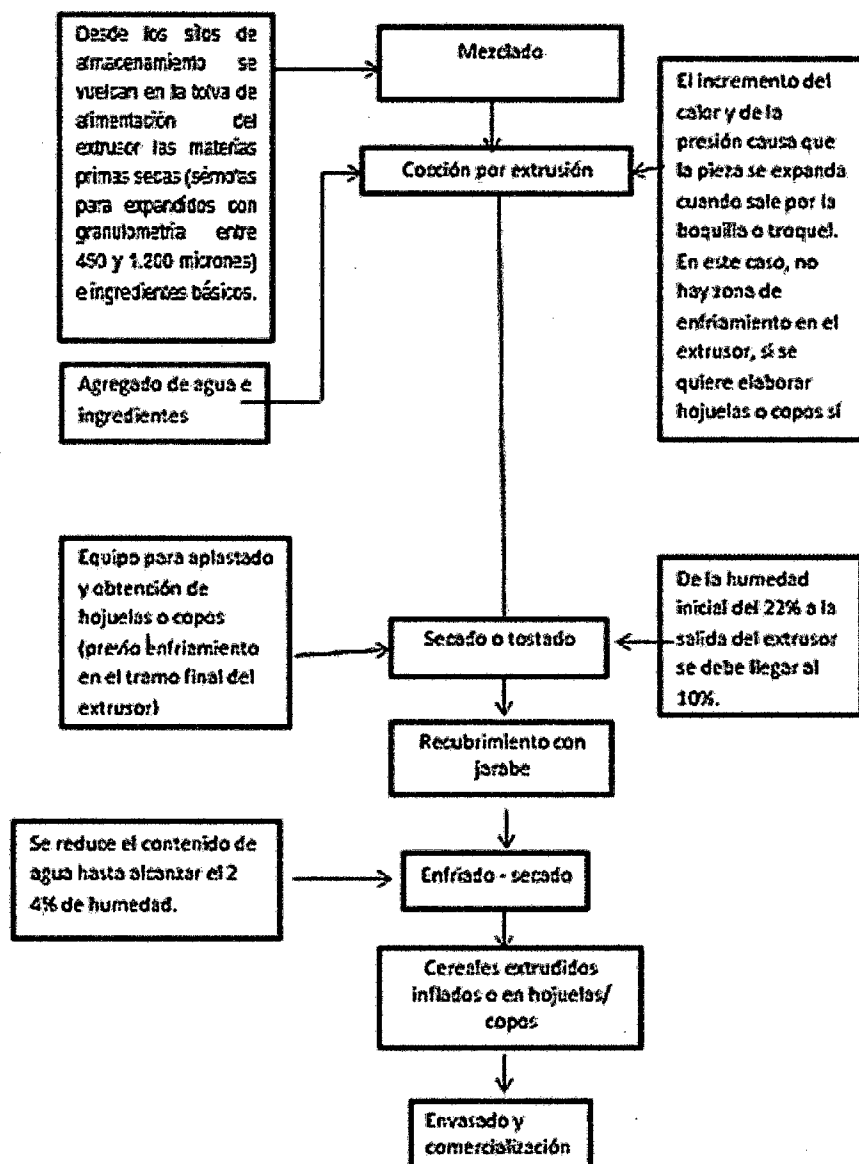 Desde los silos de
almacenamiento se
vuelcan en la tolva de
alimentación del
extrusor las materias
primas secas (sémolas
para expandidos con
granulometría entre
450 y 1.200 micrones)
e ingredientes básicos.
Mezclado
El incremento del
calor y de la
presión causa que
la pieza se expanda
cuando sale por la
boquilla o troquel.
En este caso, no
hay zona de
enfriamiento en el
extrusor, si se
quiere elaborar
hojuelas o copos sí
Cocción por extrusión
Agregado de agua e
ingredientes
Equipo para aplastado
y obtención de
hojuelas o copos
(previo enfriamiento
en el tramo final del
extrusor)
Secado o tostado
De la humedad
inicial del 22% a la
salida del extrusor
se debe llegar al
10%.
Recubrimiento con
jarabe
Se reduce el contenido de
agua hasta alcanzar el 2
4% de humedad.
Enfriado - secado
Cereales extrudidos
inflados o en hojuelas/
copos
Envasado y
comercialización